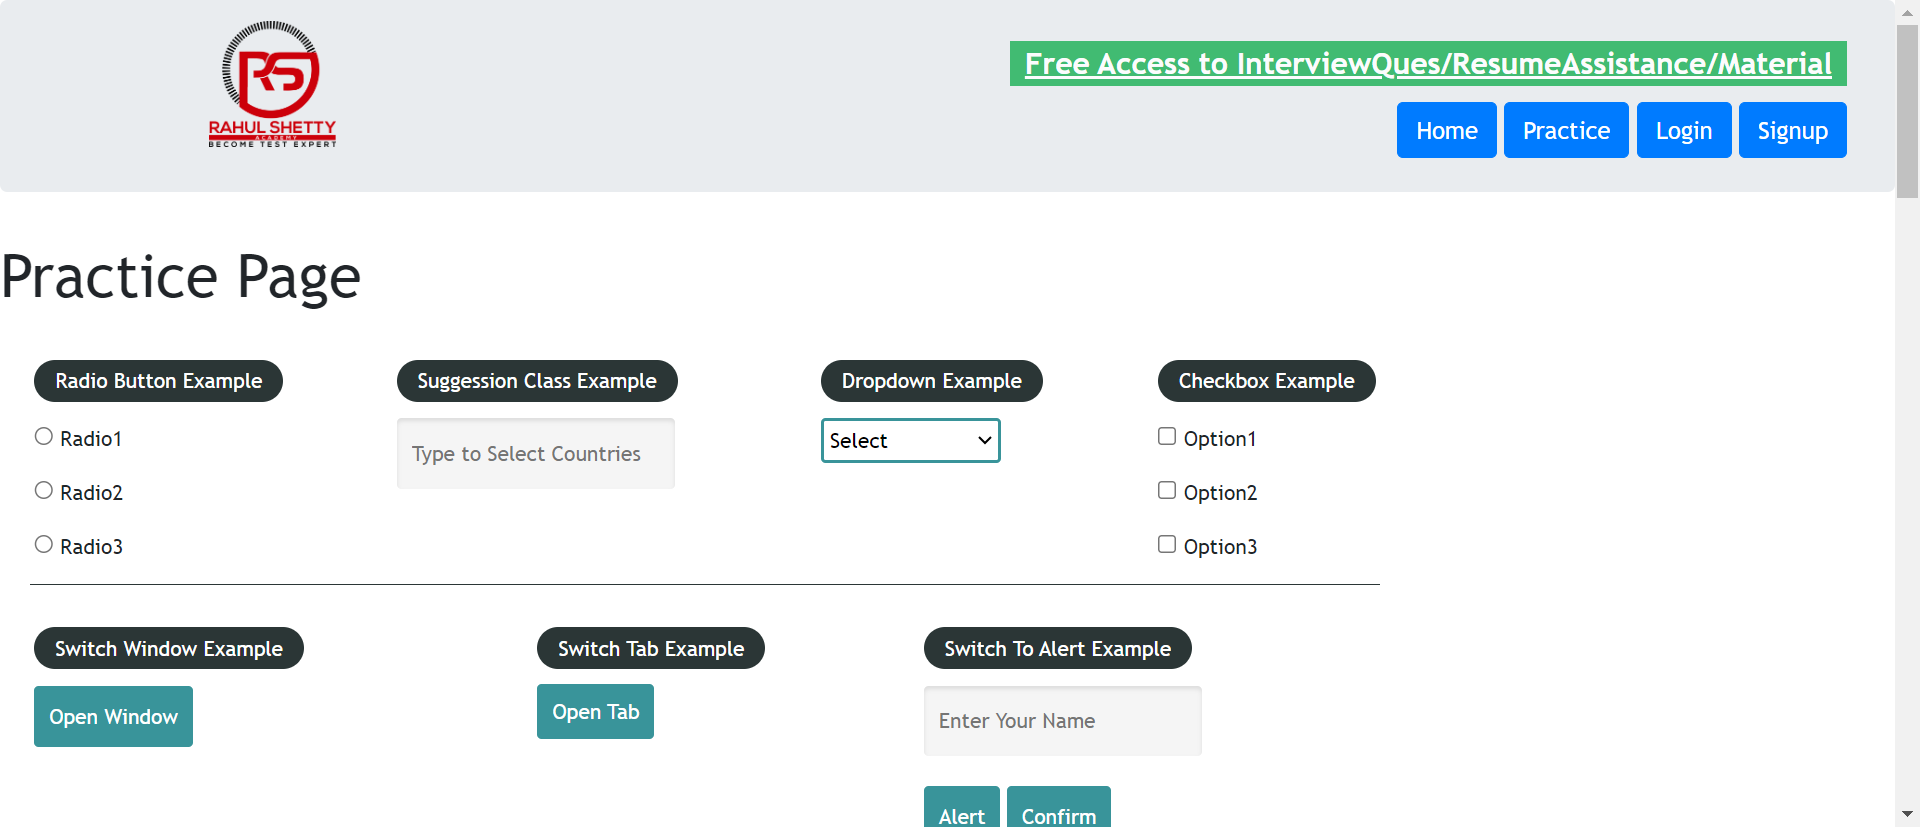 RS
RAHUL SHETTY
ACADEMY
BECOME TEST EXPERT
Free Access to InterviewQues/ResumeAssistance/Material
Home Practice Login Signup
Practice Page
Radio Button Example
Radio1
Radio2
Radio3
Suggession Class Example
Type to Select Countries
Dropdown Example
Select
Checkbox Example
Option1
Option2
Option3
Switch Window Example
Open Window
Switch Tab Example
Open Tab
Switch To Alert Example
Enter Your Name
Alert Confirm